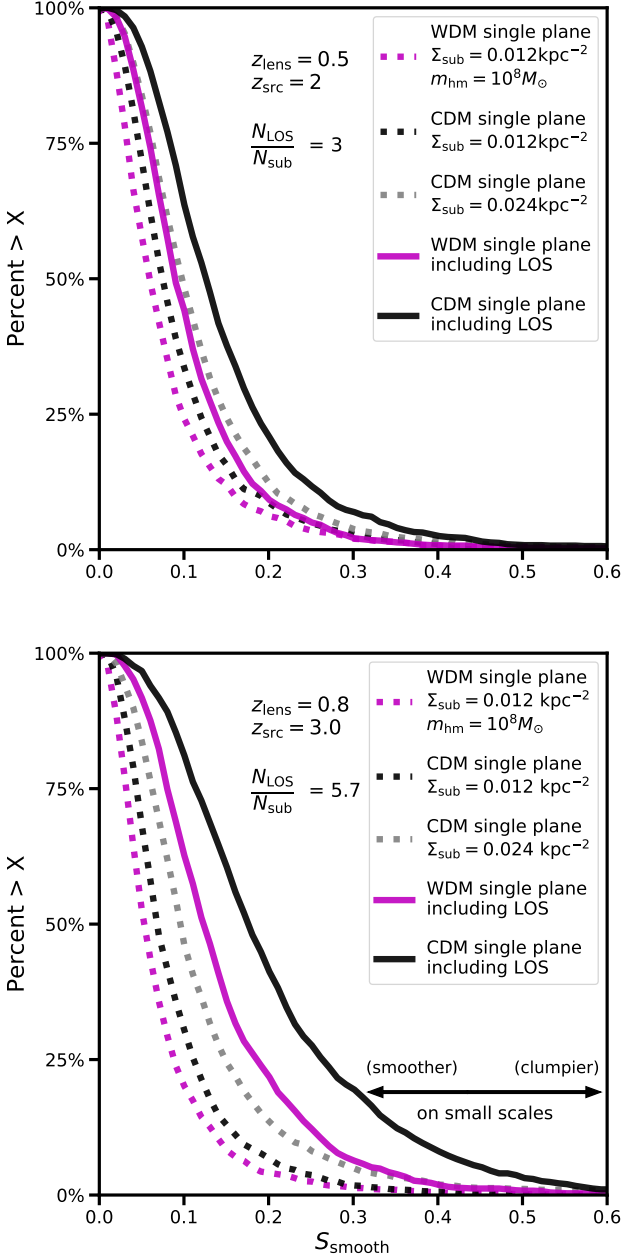 100%
75%
50%
25%
0%
Percent > X
z_lens = 0.5
z_src = 2
N_LOS
N_sub
= 3
WDM single plane
Σ_sub = 0.012kpc⁻²
m_hm = 10⁸M_⊙
CDM single plane
Σ_sub = 0.012kpc⁻²
CDM single plane
Σ_sub = 0.024kpc⁻²
WDM single plane
including LOS
CDM single plane
including LOS
0.0 0.1 0.2 0.3 0.4 0.5 0.6
100%
75%
50%
25%
0%
Percent > X
z_lens = 0.8
z_src = 3.0
N_LOS
N_sub
= 5.7
WDM single plane
Σ_sub = 0.012 kpc⁻²
m_hm = 10⁸M_⊙
CDM single plane
Σ_sub = 0.012 kpc⁻²
CDM single plane
Σ_sub = 0.024 kpc⁻²
WDM single plane
including LOS
CDM single plane
including LOS
(smoother) (clumpier)
on small scales
0.0 0.1 0.2 0.3 0.4 0.5 0.6
S_smooth